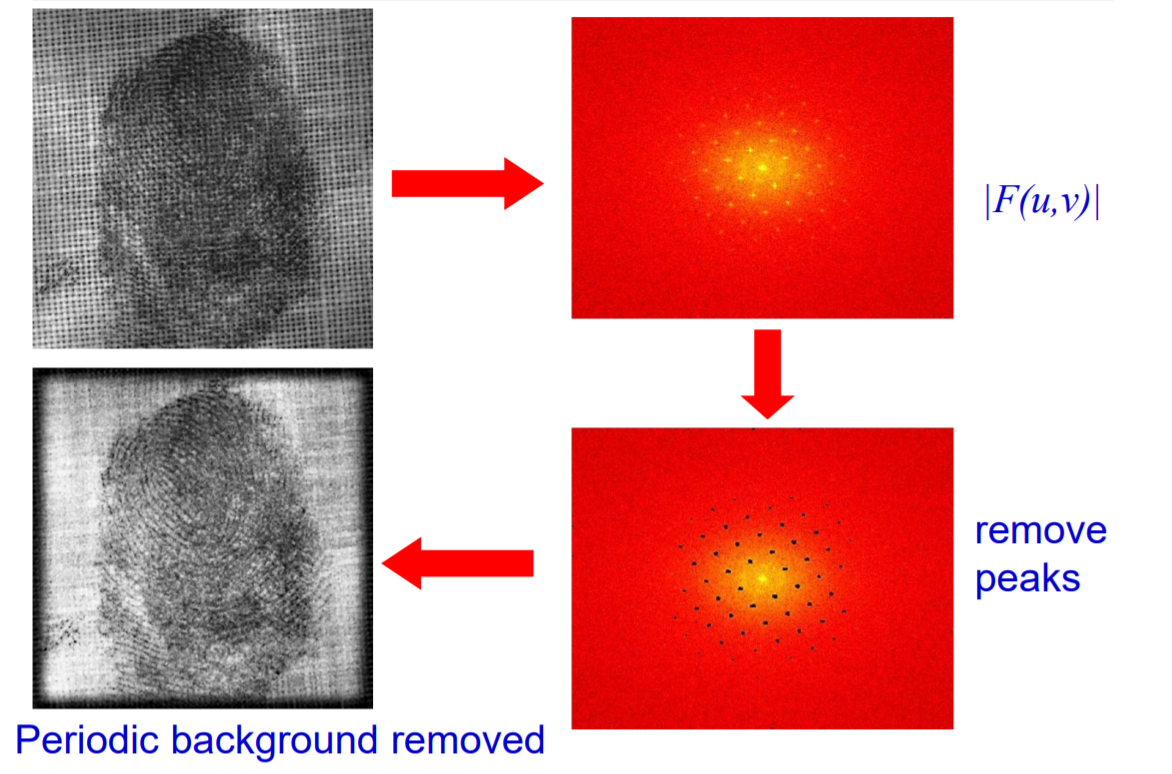 |F(u,v)|
remove
peaks
Periodic background removed